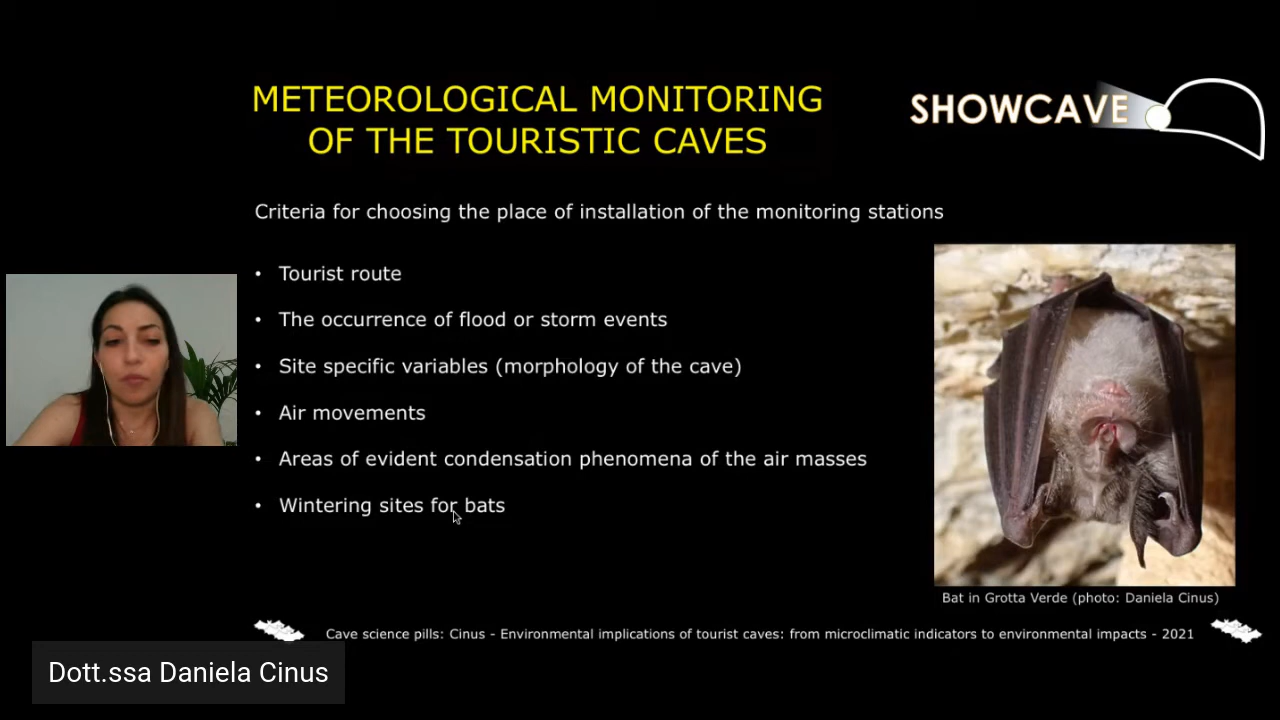 METEOROLOGICAL MONITORING
OF THE TOURISTIC CAVES
SHOWCAVE
Criteria for choosing the place of installation of the monitoring stations
• Tourist route
• The occurrence of flood or storm events
• Site specific variables (morphology of the cave)
• Air movements
• Areas of evident condensation phenomena of the air masses
• Wintering sites for bats
Bat in Grotta Verde (photo: Daniela Cinus)
Cave science pills: Cinus - Environmental implications of tourist caves: from microclimatic indicators to environmental impacts - 2021
Dott.ssa Daniela Cinus